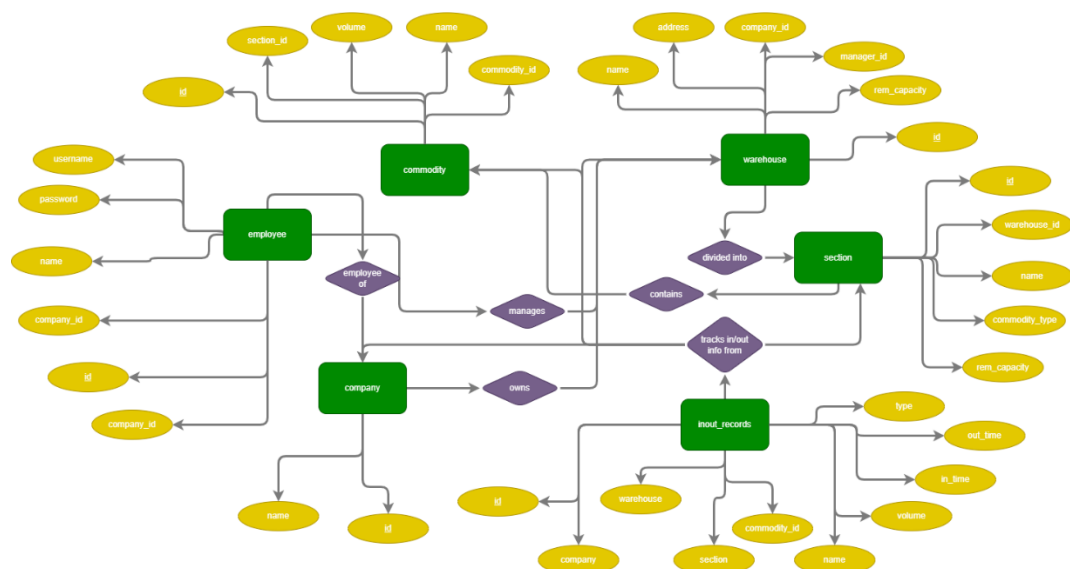 volume
name
address
company_id
section_id
manager_id
name
commodity_id
id
rem_capacity
id
username
commodity
warehouse
id
password
warehouse_id
employee
divided into
section
name
employee
of
name
contains
manages
company_id
commodity_type
tracks in/out
info from
id
company
owns
rem_capacity
type
company_id
inout_records
out_time
in_time
id
warehouse
name
volume
id
commodity_id
company
section
name